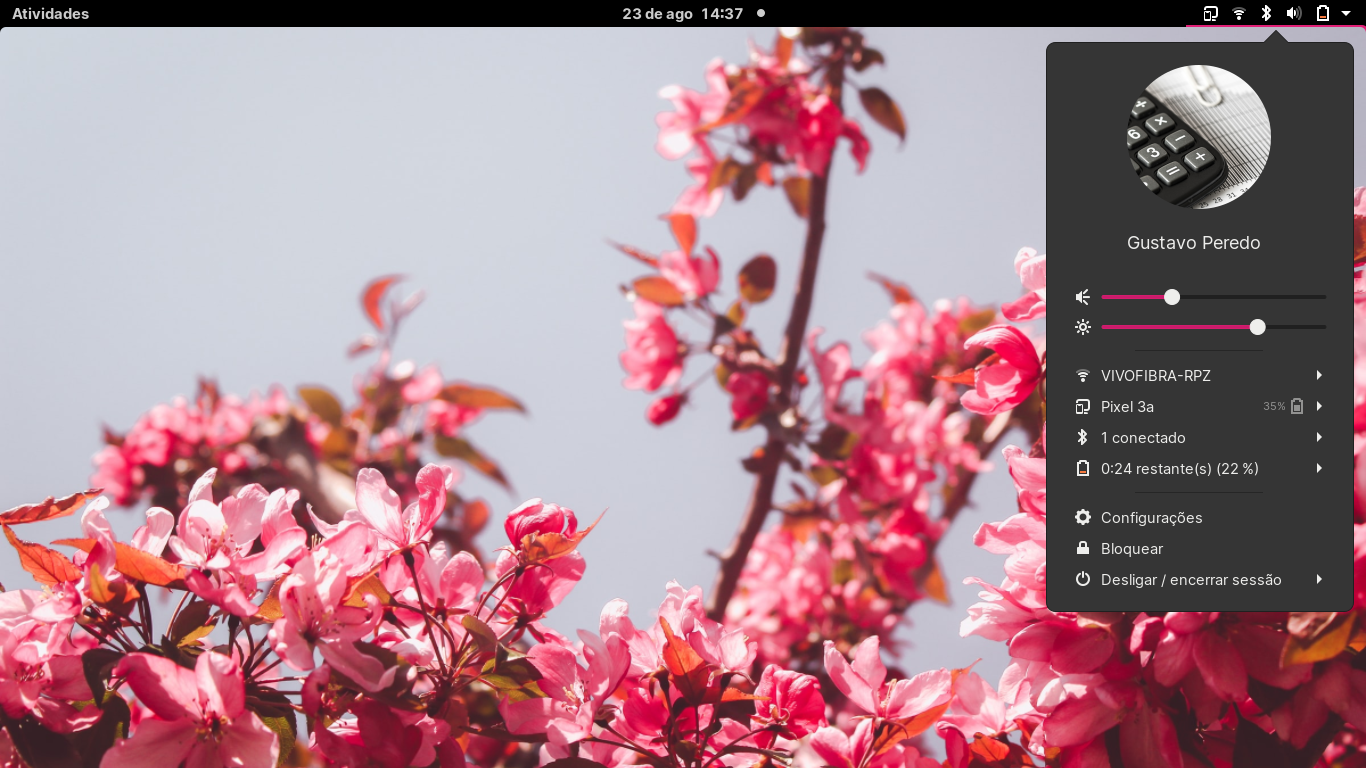 Atividades
23 de ago 14:37
Gustavo Peredo
VIVOFIBRA-RPZ
Pixel 3a 35%
1 conectado
0:24 restante(s) (22 %)
Configurações
Bloquear
Desligar / encerrar sessão